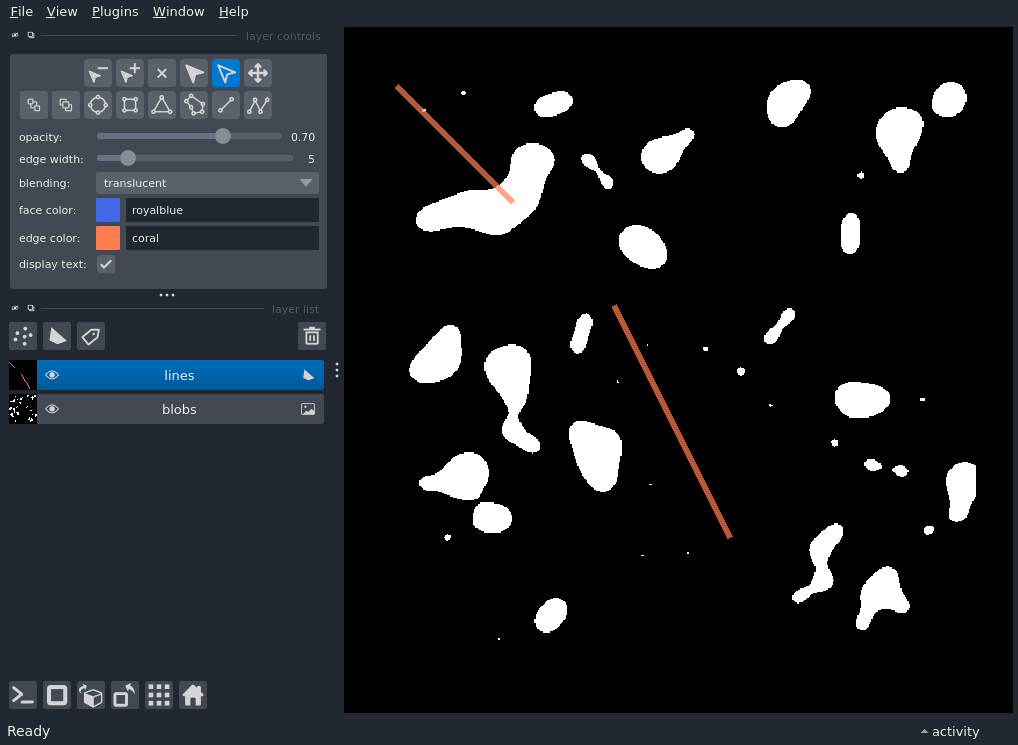 File View Plugins Window Help
layer controls
opacity: 0.70
edge width: 5
blending: translucent
face color: royalblue
edge color: coral
display text:
layer list
lines
blobs
Ready activity